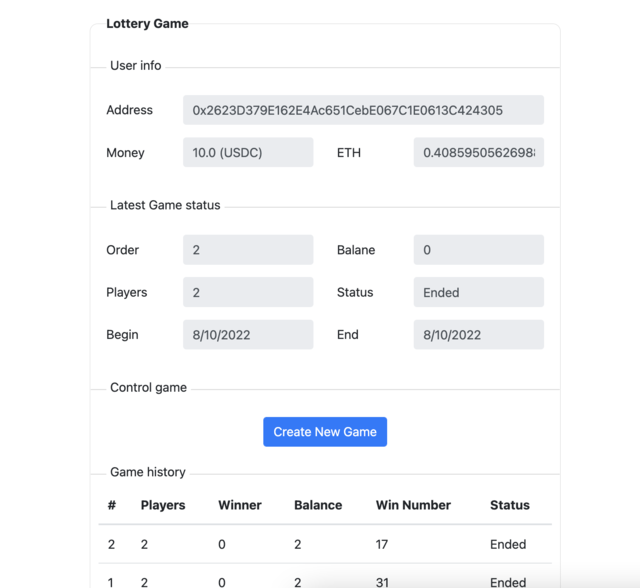 Lottery Game
User info
Address 0x2623D379E162E4Ac651CebE067C1E0613C424305
Money 10.0 (USDC) ETH 0.4085950562698
Latest Game status
Order 2 Balane 0
Players 2 Status Ended
Begin 8/10/2022 End 8/10/2022
Control game
Create New Game
Game history
# Players Winner Balance Win Number Status
2 2 0 2 17 Ended
1 2 0 2 31 Ended